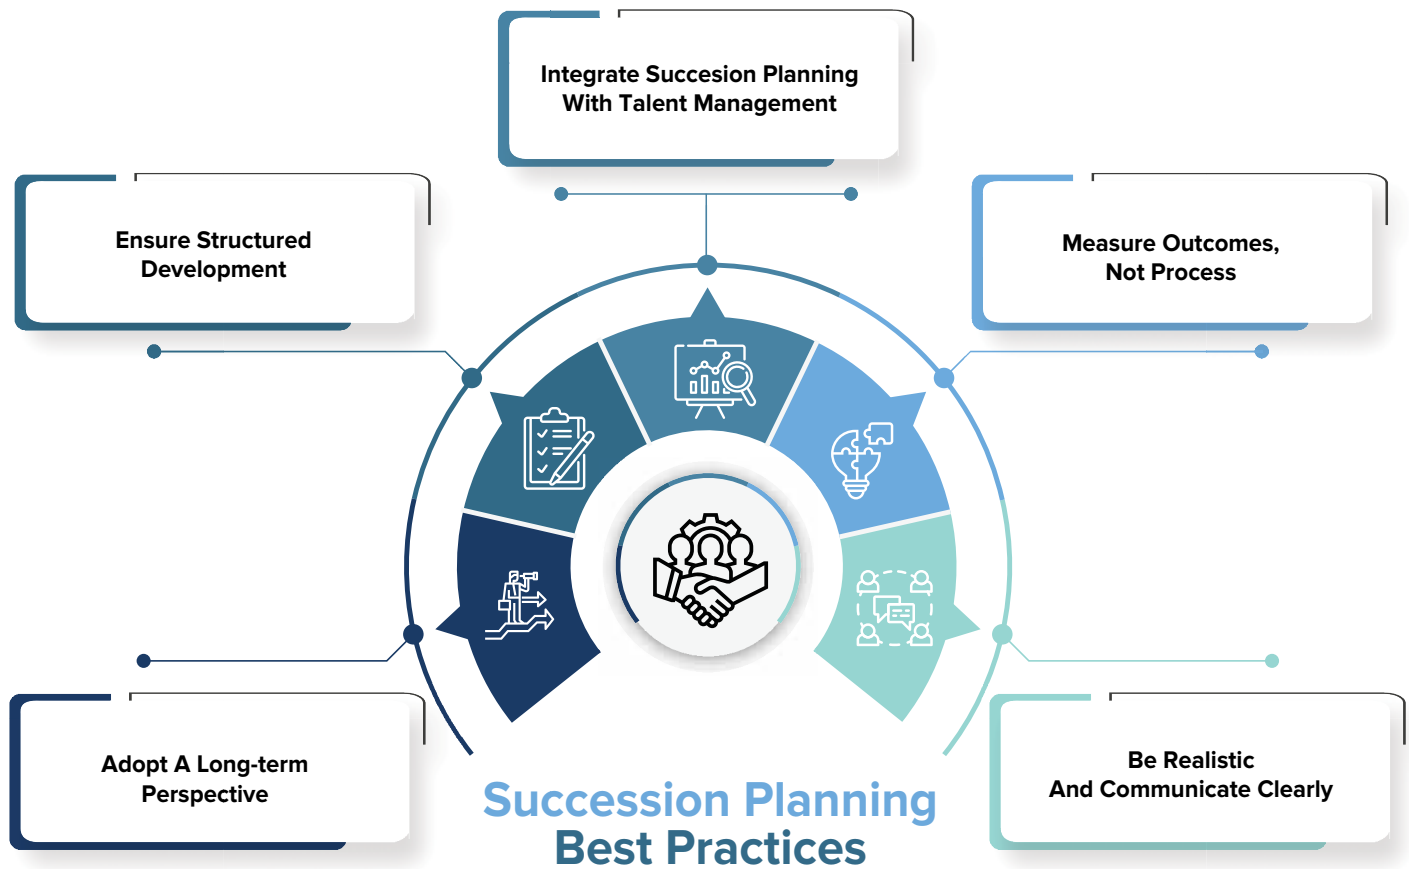 Integrate Succesion Planning
With Talent Management
Ensure Structured
Development
Measure Outcomes,
Not Process
Adopt A Long-term
Perspective
Be Realistic
And Communicate Clearly
Succession Planning
Best Practices